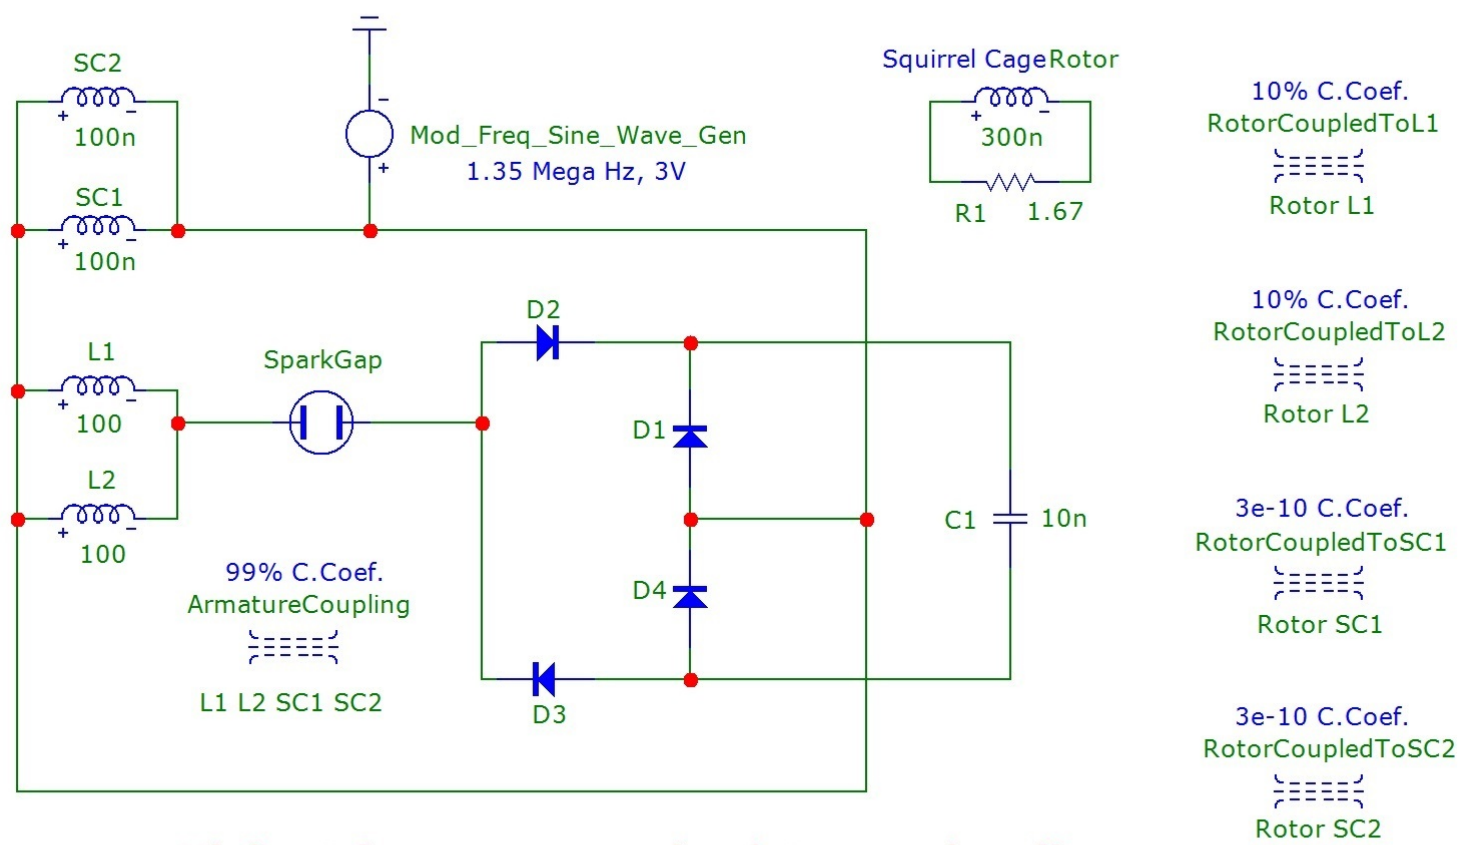 SC2
+ -
100n
SC1
+ -
100n
-
Mod_Freq_Sine_Wave_Gen
1.35 Mega Hz, 3V
+
Squirrel CageRotor
+ -
300n
R1 1.67
10% C.Coef.
RotorCoupledToL1
Rotor L1
L1
+ -
100
L2
+ -
100
SparkGap
D2
D1
D4
D3
C1 10n
99% C.Coef.
ArmatureCoupling
L1 L2 SC1 SC2
10% C.Coef.
RotorCoupledToL2
Rotor L2
3e-10 C.Coef.
RotorCoupledToSC1
Rotor SC1
3e-10 C.Coef.
RotorCoupledToSC2
Rotor SC2